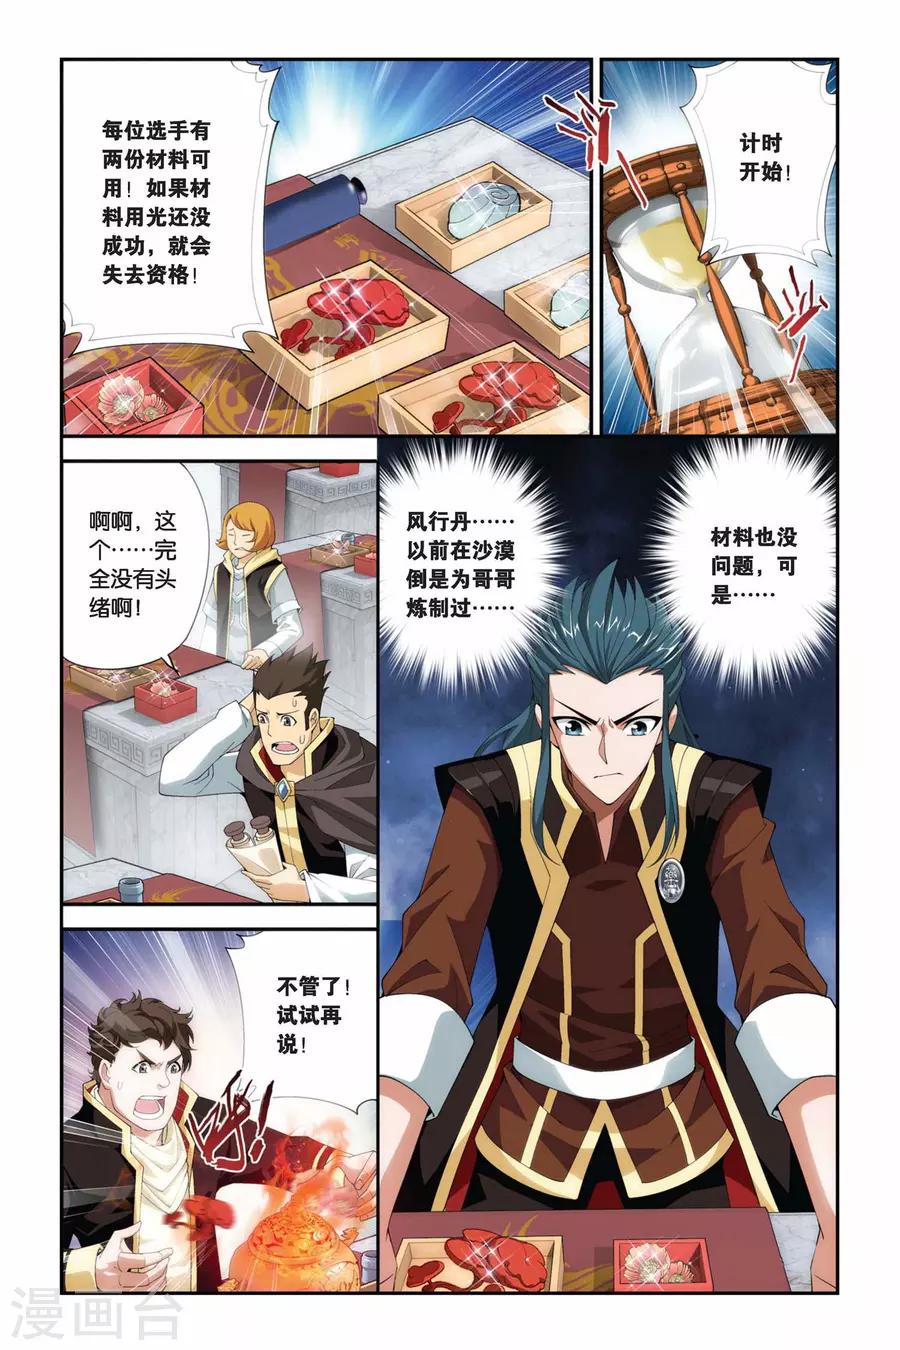 每位选手有
两份材料可
用！如果材
料用光还没
成功，就会
失去资格！
计时
开始！
啊啊，这
个……完
全没有头
绪啊！
风行丹……
以前在沙漠
倒是为哥哥
炼制过……
材料也没
问题，可
是……
不管了！
试试再
说！
呼！
漫画台